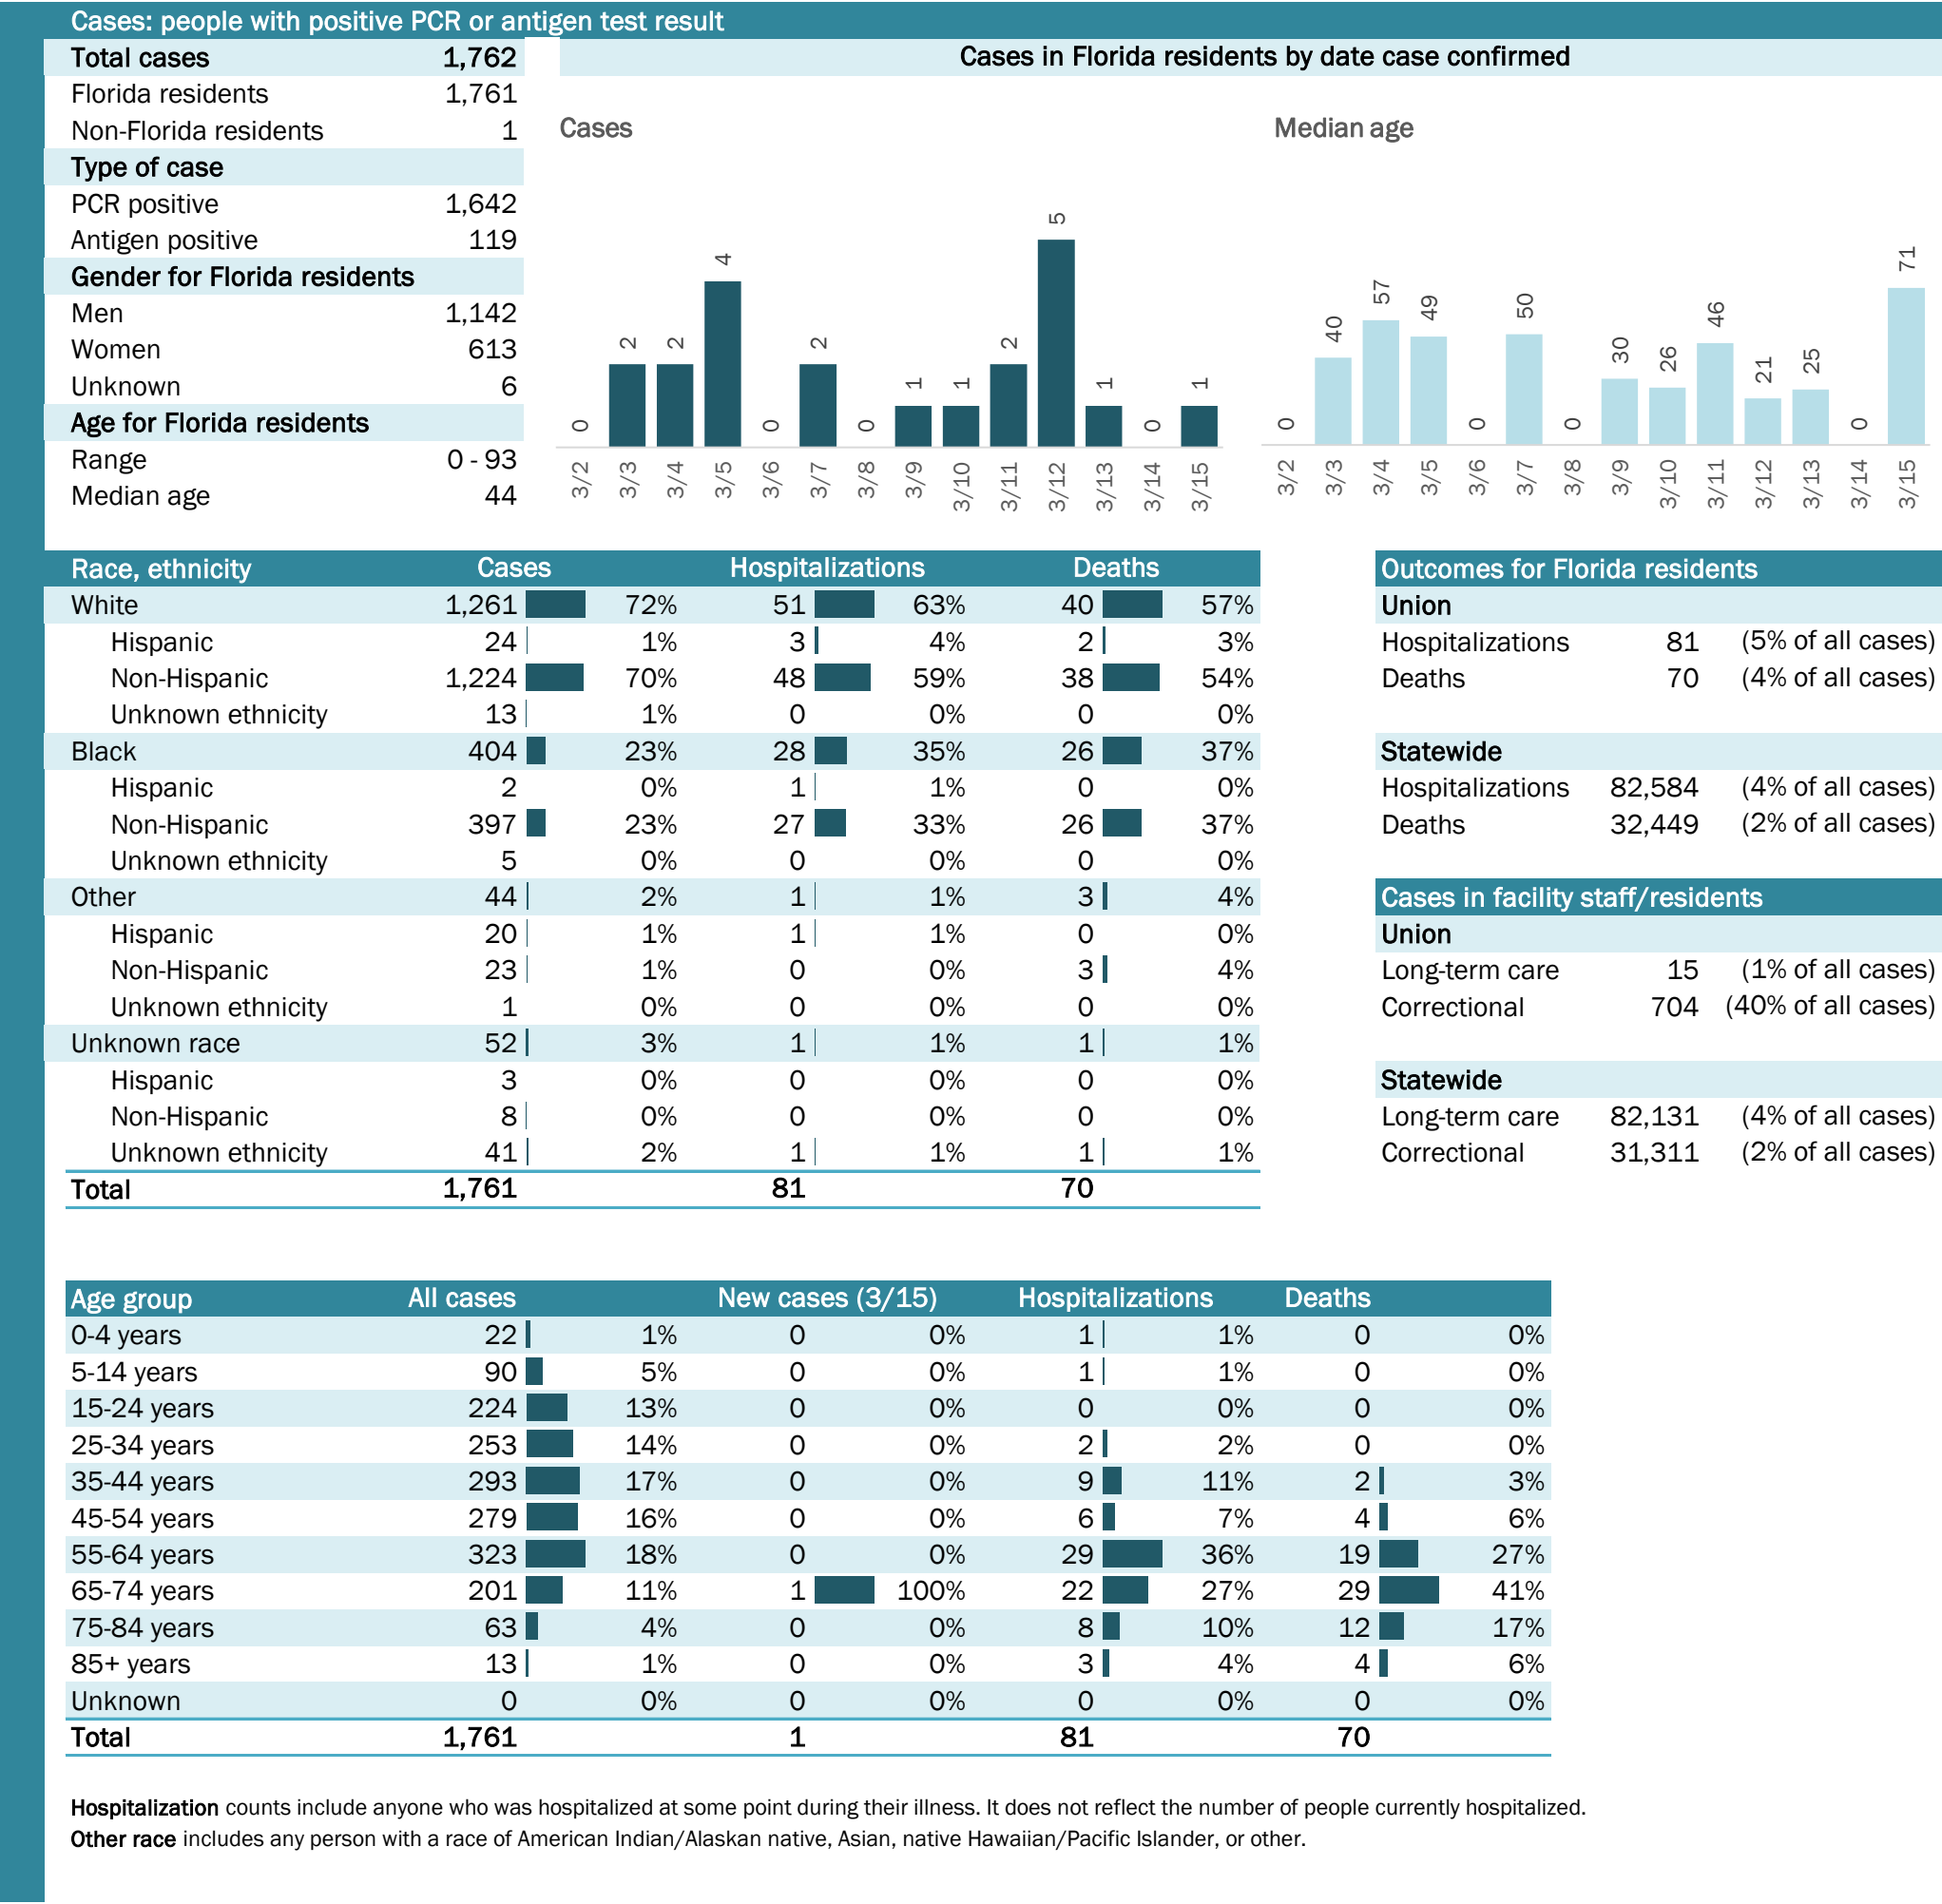 Cases: people with positive PCR or antigen test result
Total cases 1,762
Florida residents 1,761
Non-Florida residents 1
Type of case
PCR positive 1,642
Antigen positive 119
Gender for Florida residents
Men 1,142
Women 613
Unknown 6
Age for Florida residents
Range 0 - 93
Median age 44
Cases in Florida residents by date case confirmed
Cases
0 2 2 4 0 2 0 1 1 2 5 1 0 1
3/2 3/3 3/4 3/5 3/6 3/7 3/8 3/9 3/10 3/11 3/12 3/13 3/14 3/15
Median age
0 40 57 49 0 50 0 30 26 46 21 25 0 71
3/2 3/3 3/4 3/5 3/6 3/7 3/8 3/9 3/10 3/11 3/12 3/13 3/14 3/15
Race, ethnicity Cases Hospitalizations Deaths
White 1,261 72% 51 63% 40 57%
Hispanic 24 1% 3 4% 2 3%
Non-Hispanic 1,224 70% 48 59% 38 54%
Unknown ethnicity 13 1% 0 0% 0 0%
Black 404 23% 28 35% 26 37%
Hispanic 2 0% 1 1% 0 0%
Non-Hispanic 397 23% 27 33% 26 37%
Unknown ethnicity 5 0% 0 0% 0 0%
Other 44 2% 1 1% 3 4%
Hispanic 20 1% 1 1% 0 0%
Non-Hispanic 23 1% 0 0% 3 4%
Unknown ethnicity 1 0% 0 0% 0 0%
Unknown race 52 3% 1 1% 1 1%
Hispanic 3 0% 0 0% 0 0%
Non-Hispanic 8 0% 0 0% 0 0%
Unknown ethnicity 41 2% 1 1% 1 1%
Total 1,761 81 70
Outcomes for Florida residents
Union
Hospitalizations 81 (5% of all cases)
Deaths 70 (4% of all cases)
Statewide
Hospitalizations 82,584 (4% of all cases)
Deaths 32,449 (2% of all cases)
Cases in facility staff/residents
Union
Long-term care 15 (1% of all cases)
Correctional 704 (40% of all cases)
Statewide
Long-term care 82,131 (4% of all cases)
Correctional 31,311 (2% of all cases)
Age group All cases New cases (3/15) Hospitalizations Deaths
0-4 years 22 1% 0 0% 1 1% 0 0%
5-14 years 90 5% 0 0% 1 1% 0 0%
15-24 years 224 13% 0 0% 0 0% 0 0%
25-34 years 253 14% 0 0% 2 2% 0 0%
35-44 years 293 17% 0 0% 9 11% 2 3%
45-54 years 279 16% 0 0% 6 7% 4 6%
55-64 years 323 18% 0 0% 29 36% 19 27%
65-74 years 201 11% 1 100% 22 27% 29 41%
75-84 years 63 4% 0 0% 8 10% 12 17%
85+ years 13 1% 0 0% 3 4% 4 6%
Unknown 0 0% 0 0% 0 0% 0 0%
Total 1,761 1 81 70
Hospitalization counts include anyone who was hospitalized at some point during their illness. It does not reflect the number of people currently hospitalized.
Other race includes any person with a race of American Indian/Alaskan native, Asian, native Hawaiian/Pacific Islander, or other.